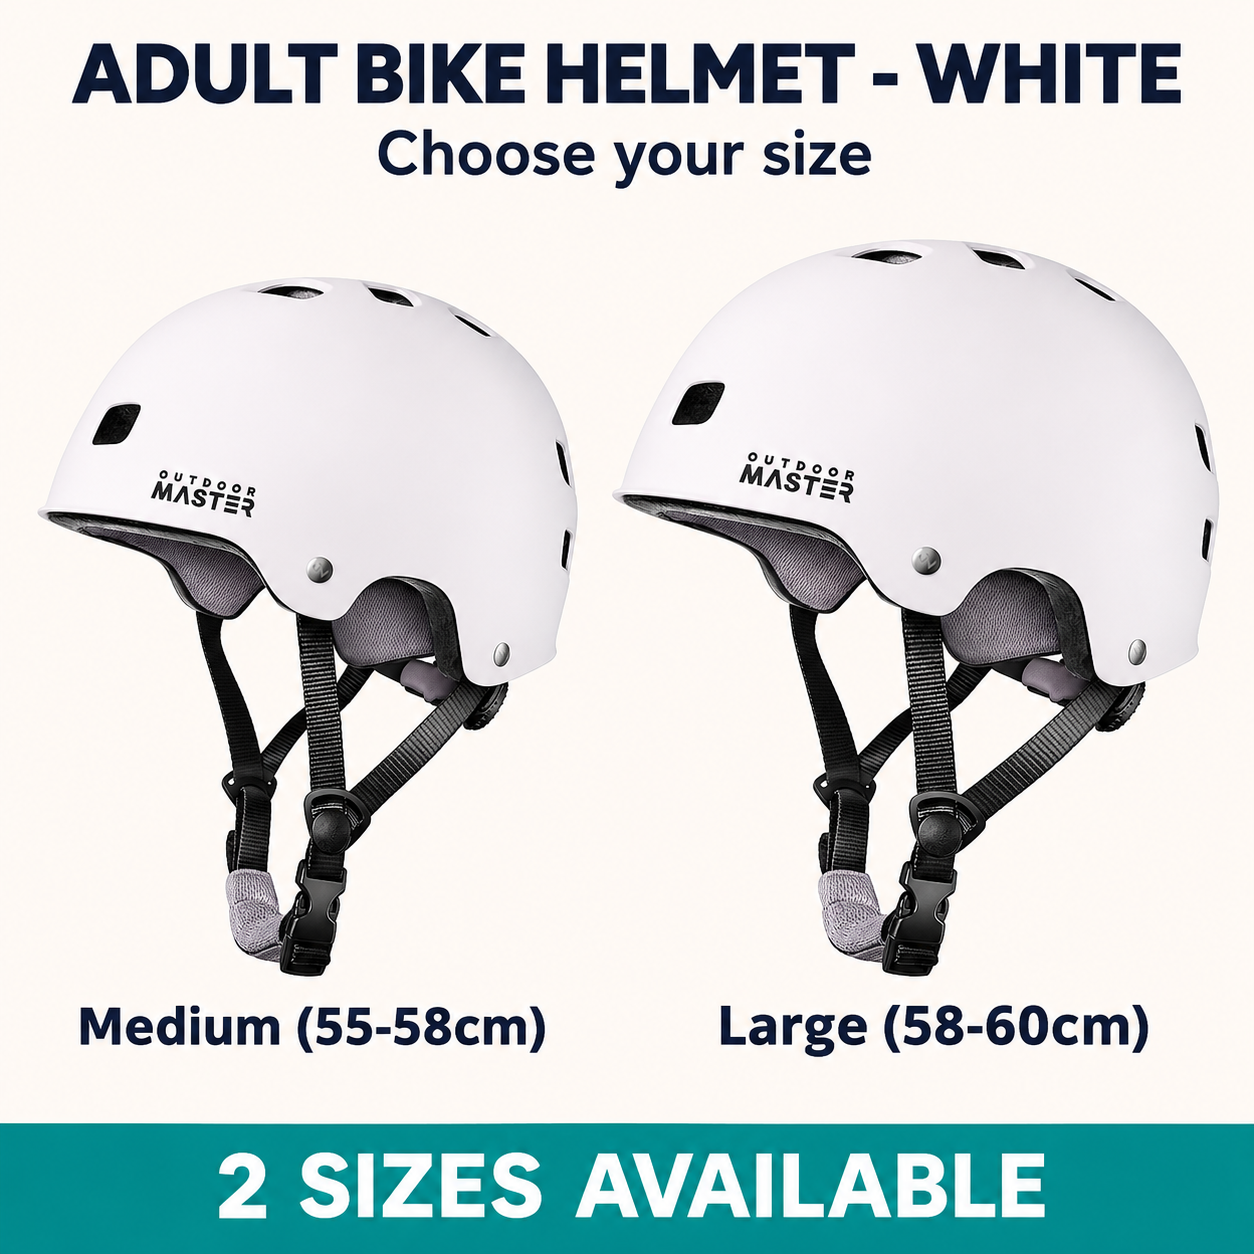 ADULT BIKE HELMET - WHITE
Choose your size
OUTDOOR
MASTER
OUTDOOR
MASTER
Medium (55-58cm)
Large (58-60cm)
2 SIZES AVAILABLE